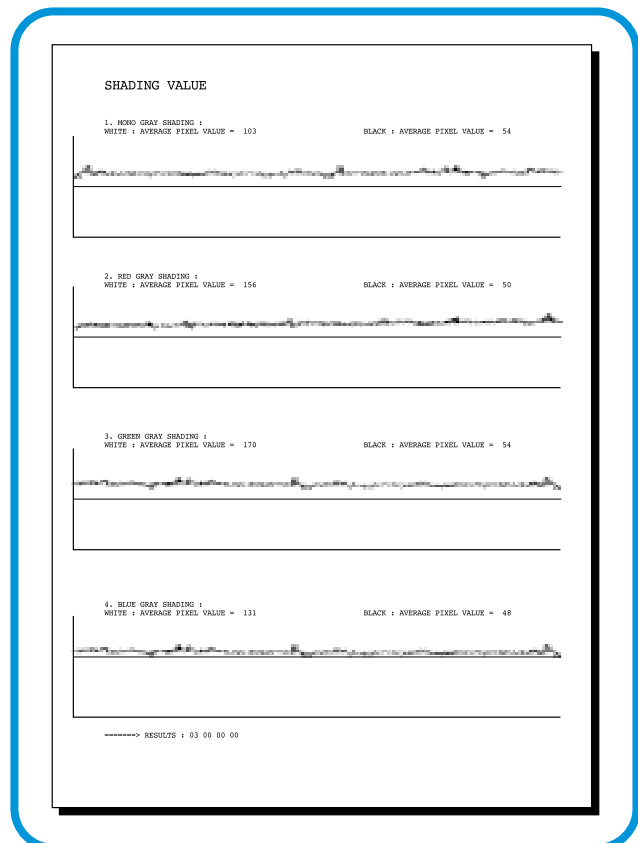 SHADING VALUE
1. MONO GRAY SHADING :
WHITE : AVERAGE PIXEL VALUE = 103 BLACK : AVERAGE PIXEL VALUE = 54
2. RED GRAY SHADING :
WHITE : AVERAGE PIXEL VALUE = 156 BLACK : AVERAGE PIXEL VALUE = 50
3. GREEN GRAY SHADING :
WHITE : AVERAGE PIXEL VALUE = 170 BLACK : AVERAGE PIXEL VALUE = 54
4. BLUE GRAY SHADING :
WHITE : AVERAGE PIXEL VALUE = 131 BLACK : AVERAGE PIXEL VALUE = 48
=======> RESULTS : 03 00 00 00